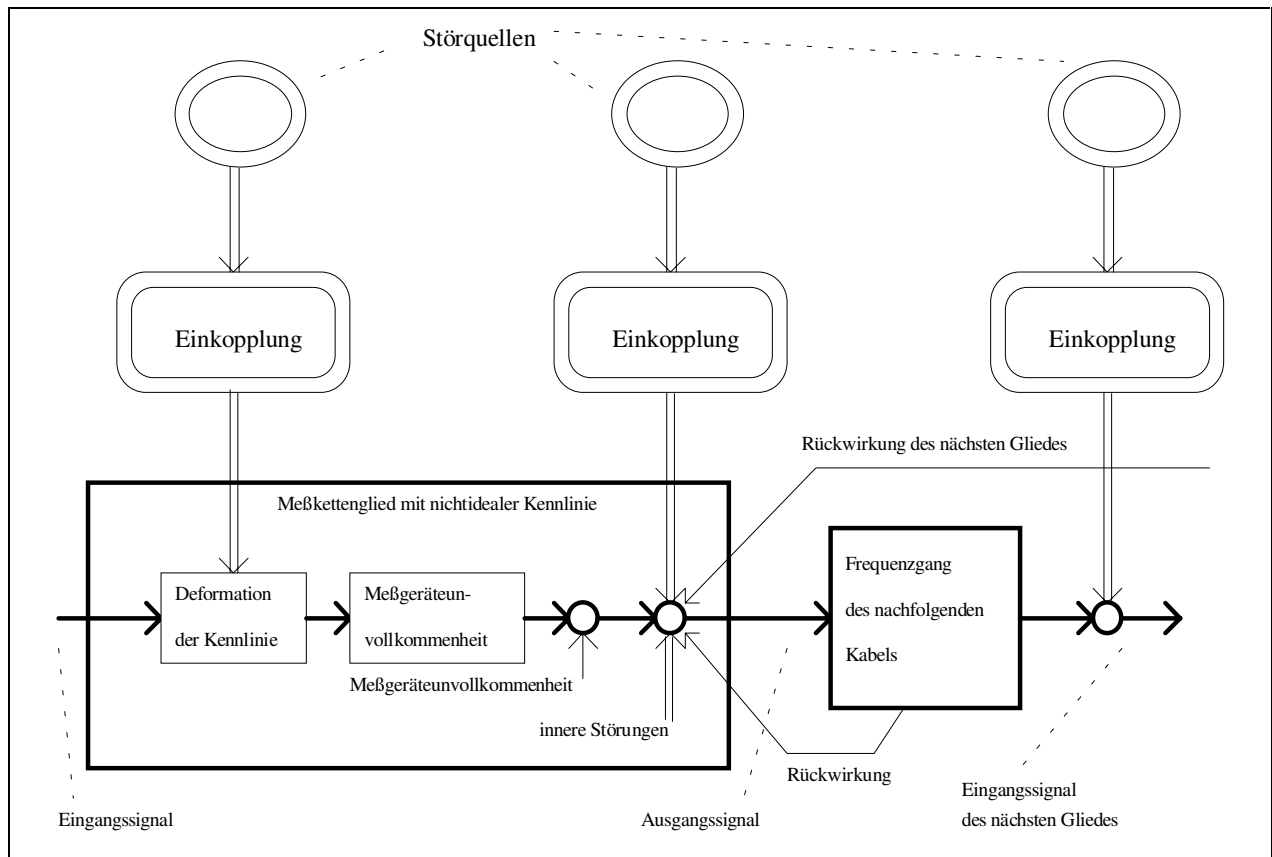 Störquellen
Einkopplung
Einkopplung
Einkopplung
Rückwirkung des nächsten Gliedes
Meßkettenglied mit nichtidealer Kennlinie
Deformation
der Kennlinie
Meßgeräteun-
vollkommenheit
Frequenzgang
des nachfolgenden
Kabels
Meßgeräteunvollkommenheit
innere Störungen
Rückwirkung
Eingangssignal
Ausgangssignal
Eingangssignal
des nächsten Gliedes